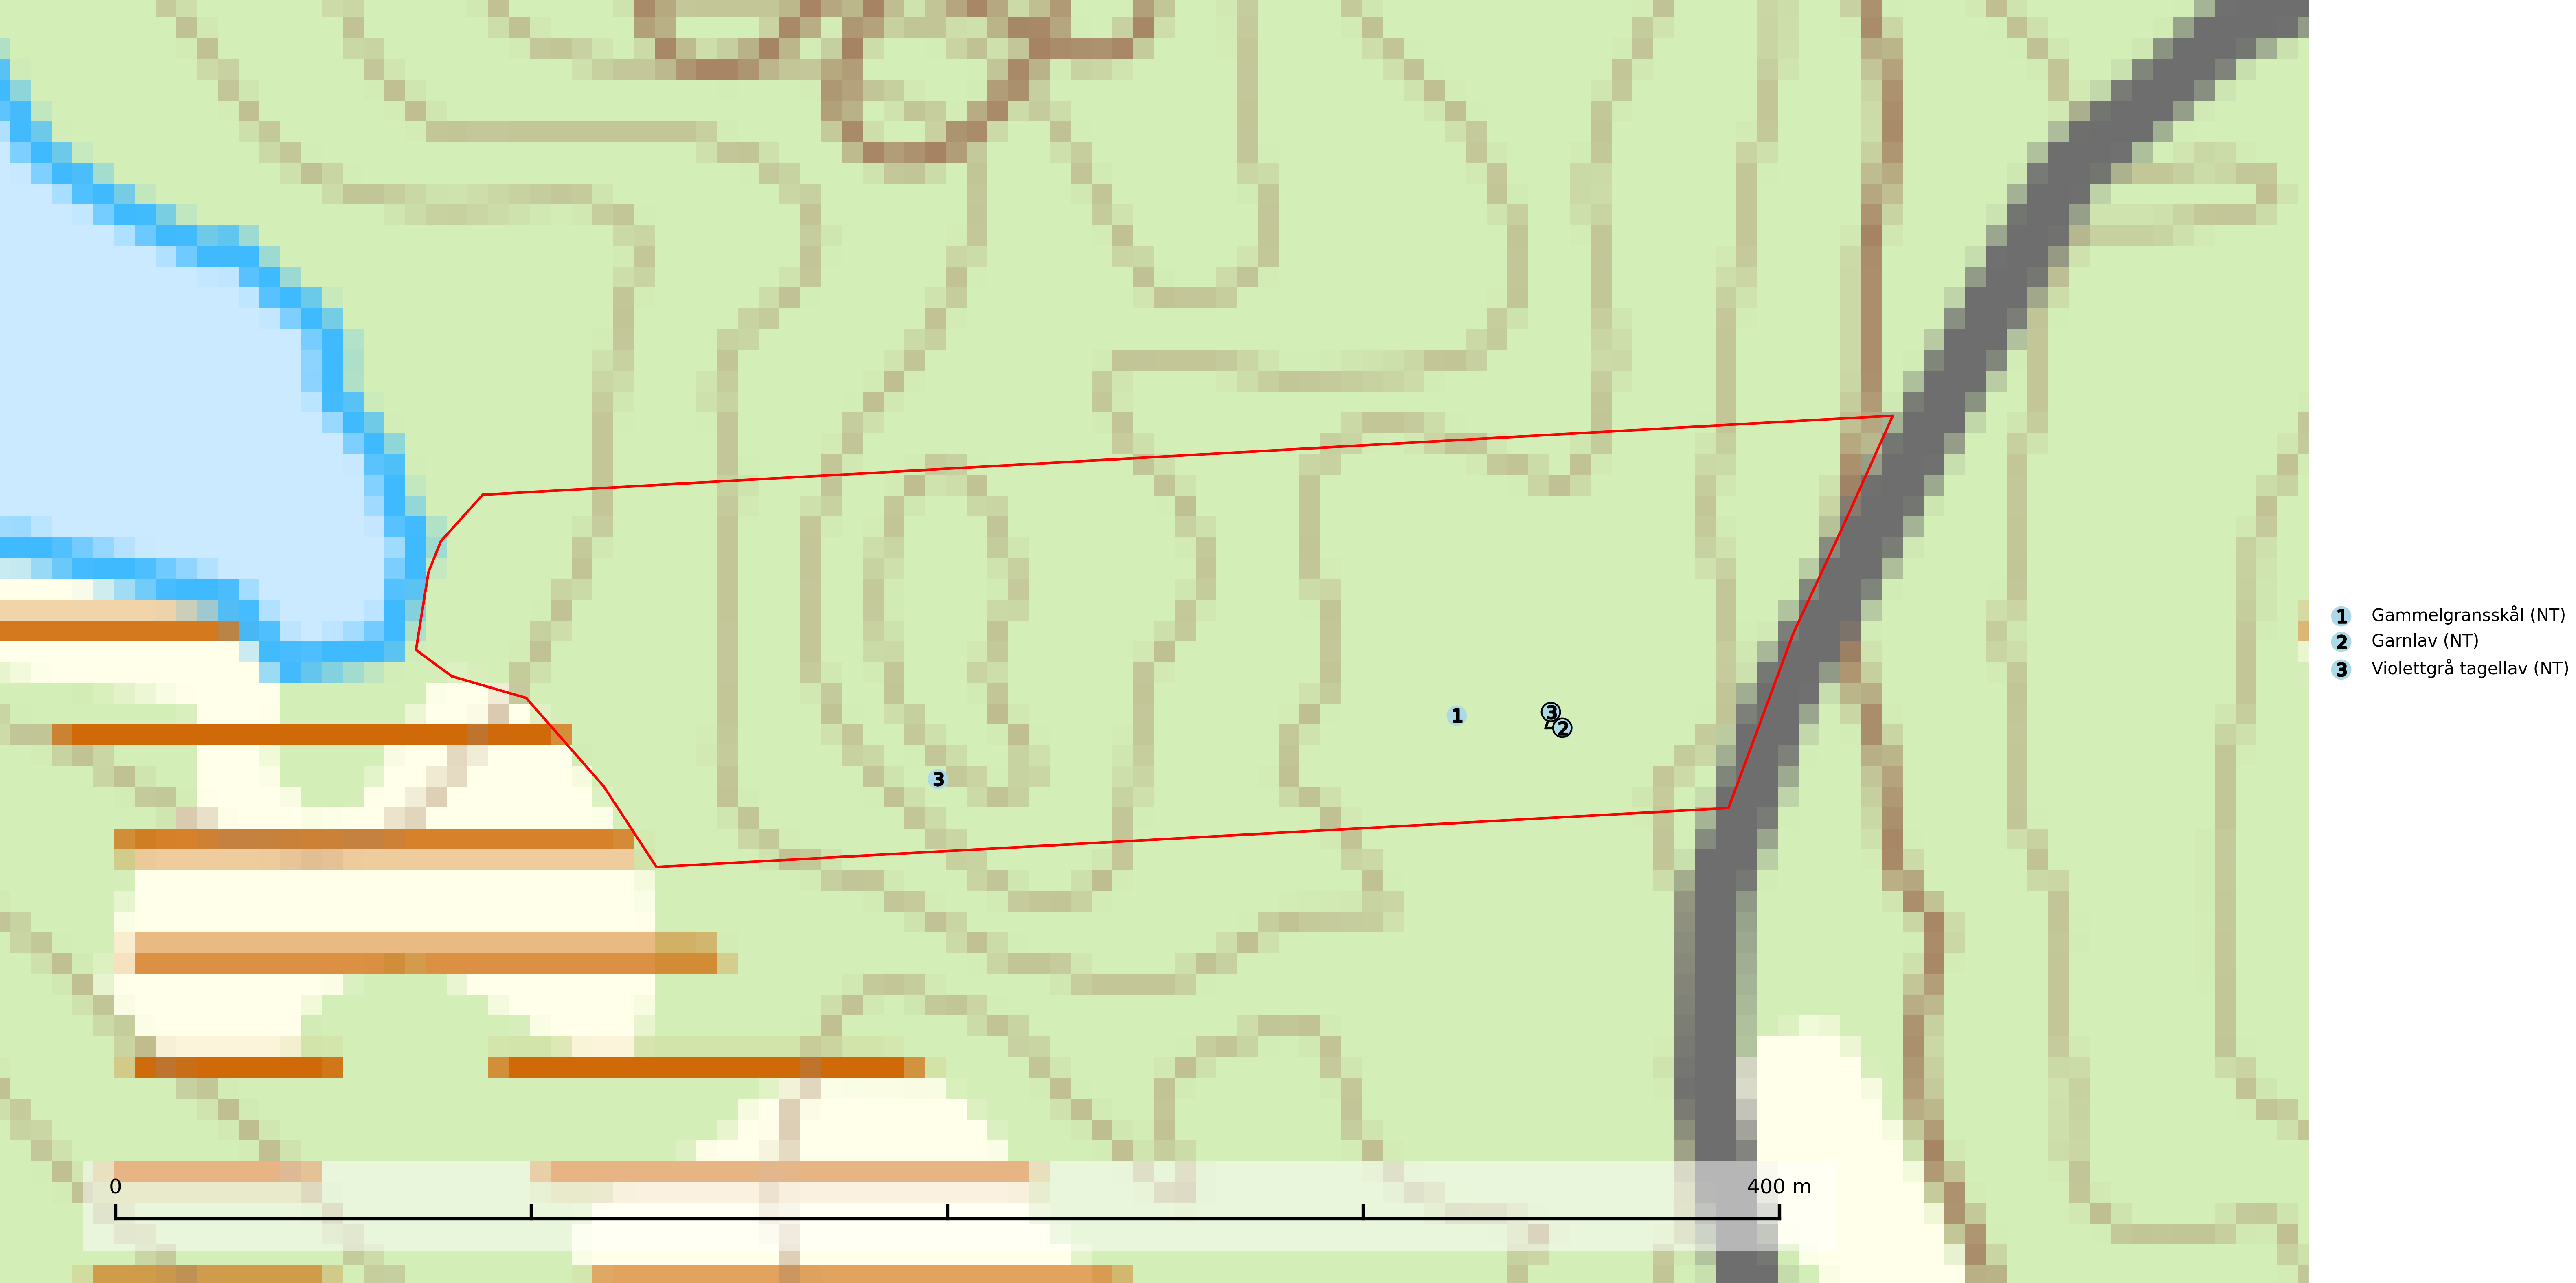 1 Gammelgransskål (NT)
2 Garnlav (NT)
3 Violettgrå tagellav (NT)
1
3
2
3
0 400 m